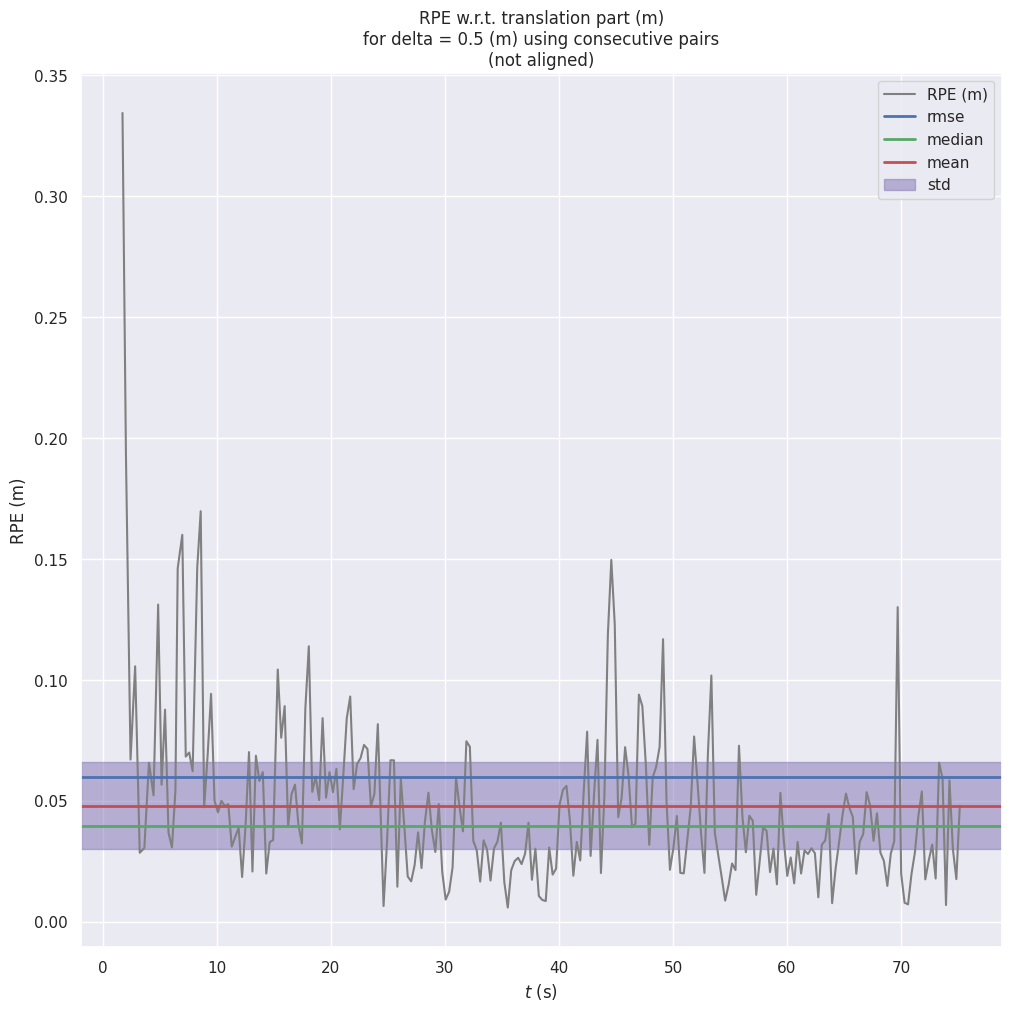 RPE w.r.t. translation part (m)
for delta = 0.5 (m) using consecutive pairs
(not aligned)
RPE (m)
rmse
median
mean
std
0.35
0.30
0.25
0.20
0.15
0.10
0.05
0.00
RPE (m)
0
10
20
30
40
50
60
70
t (s)